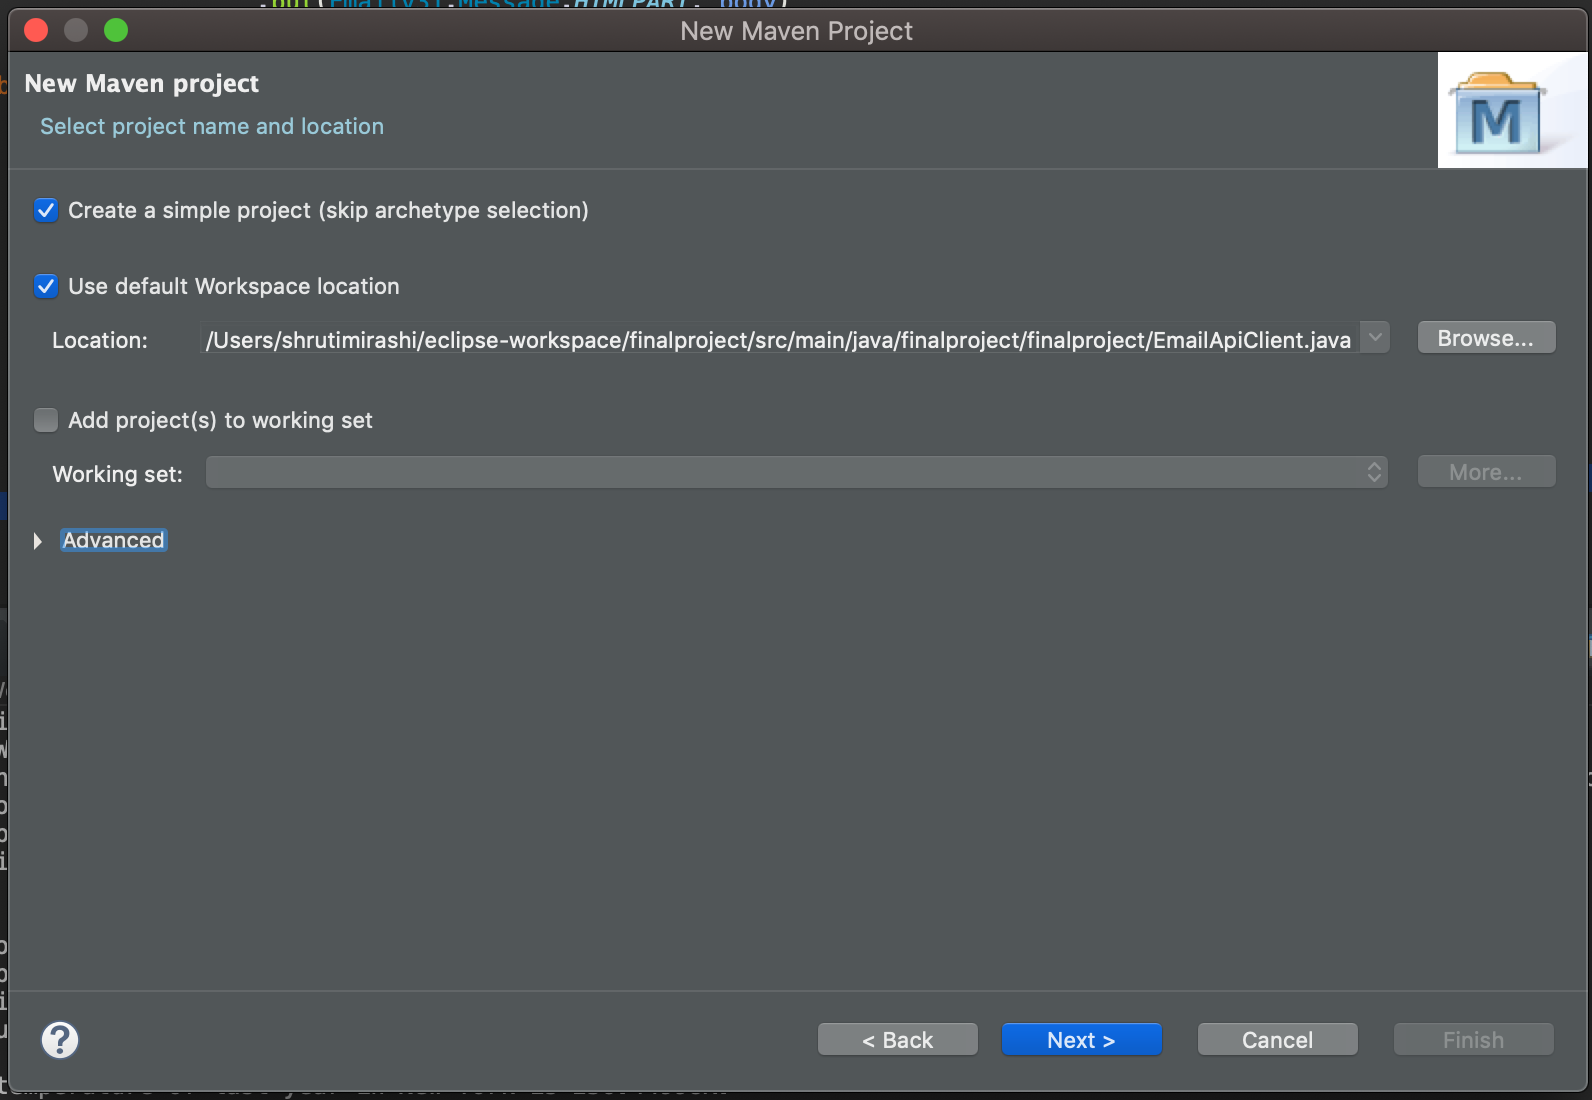 New Maven Project
New Maven project
Select project name and location
M
Create a simple project (skip archetype selection)
Use default Workspace location
Location: /Users/shrutimirashi/eclipse-workspace/finalproject/src/main/java/finalproject/finalproject/EmailApiClient.java Browse...
Add project(s) to working set
Working set: More...
Advanced
? < Back Next > Cancel Finish